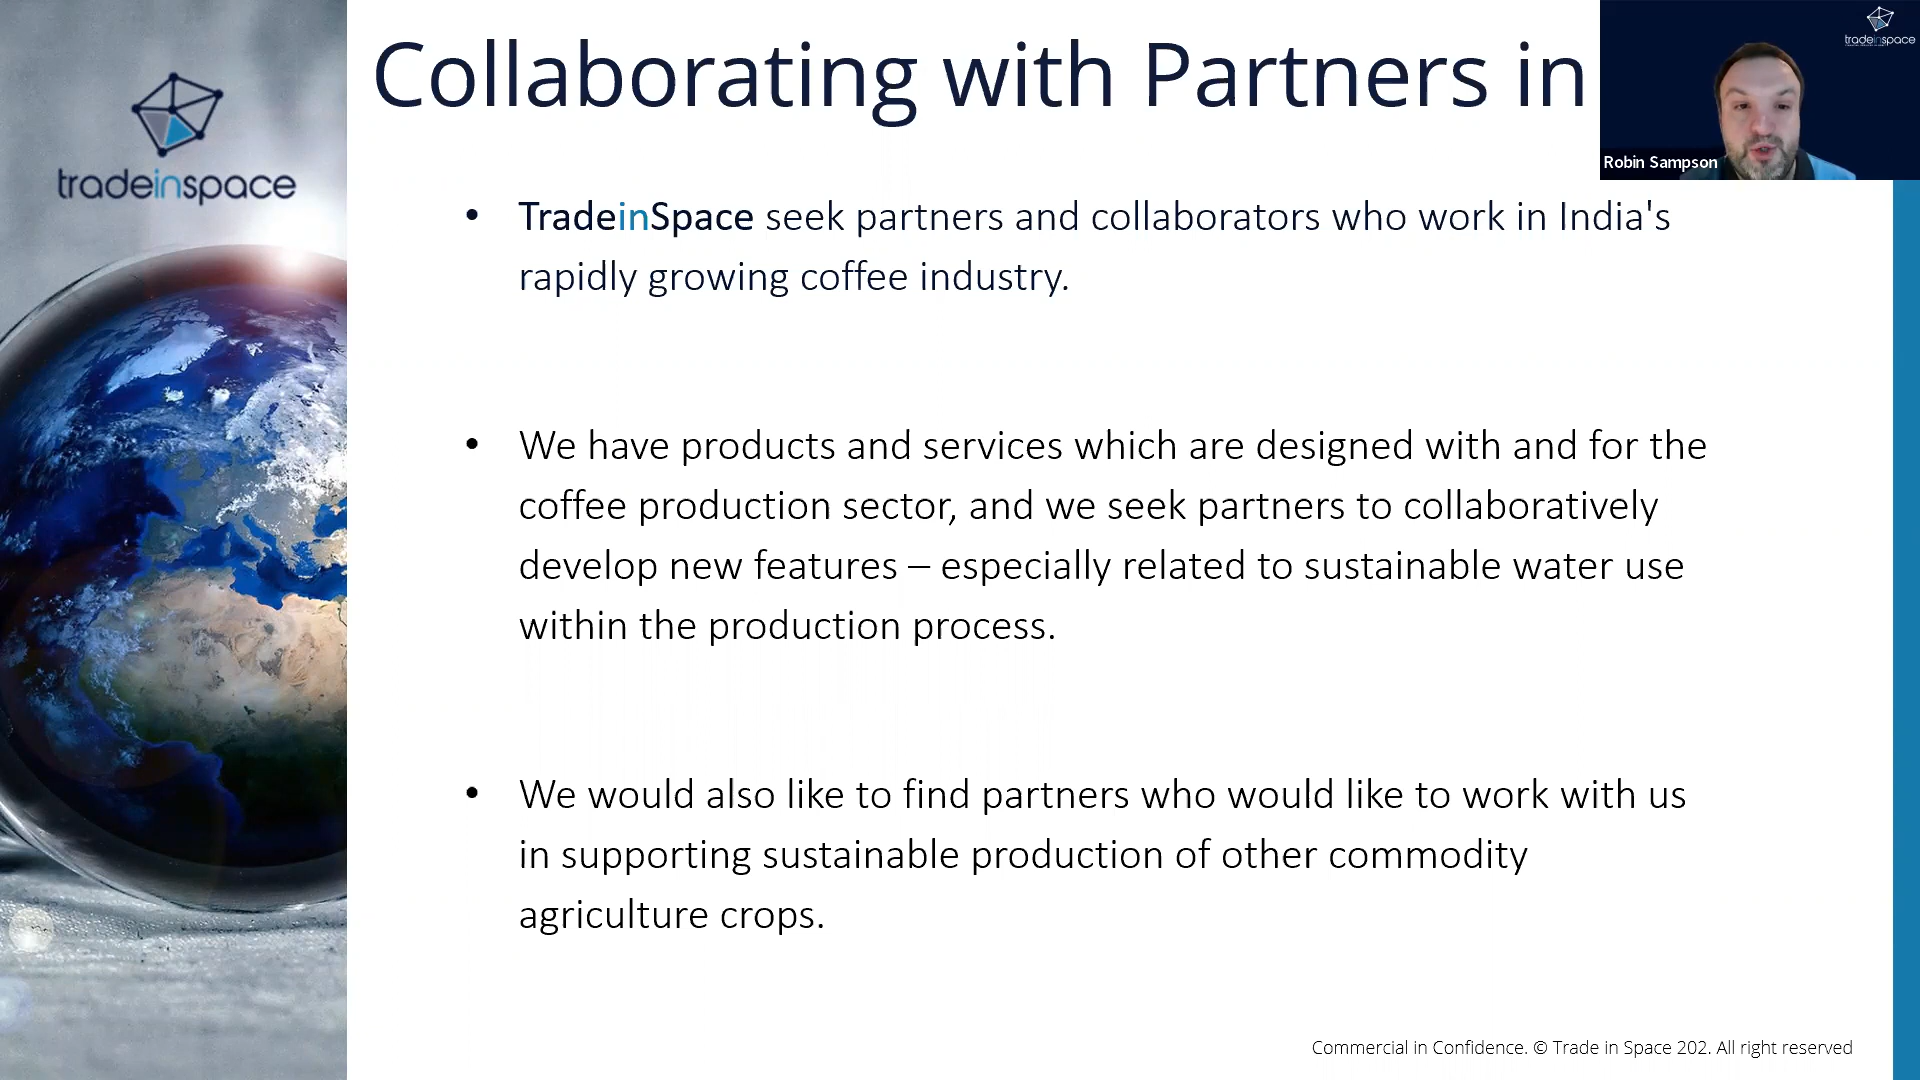 Collaborating with Partners in
tradeinspace
Robin Sampson
tradeinspace
• TradeinSpace seek partners and collaborators who work in India's
rapidly growing coffee industry.
• We have products and services which are designed with and for the
coffee production sector, and we seek partners to collaboratively
develop new features – especially related to sustainable water use
within the production process.
• We would also like to find partners who would like to work with us
in supporting sustainable production of other commodity
agriculture crops.
Commercial in Confidence. © Trade in Space 202. All right reserved